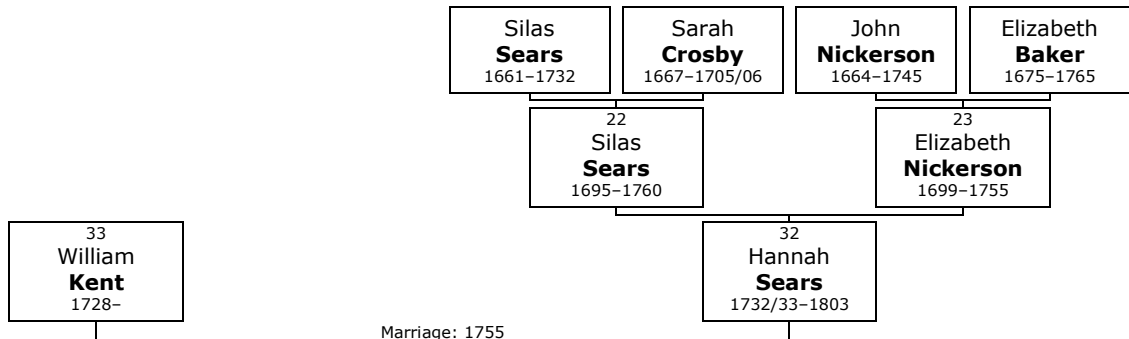 Silas
Sears
1661–1732
Sarah
Crosby
1667–1705/06
John
Nickerson
1664–1745
Elizabeth
Baker
1675–1765
22
Silas
Sears
1695–1760
23
Elizabeth
Nickerson
1699–1755
33
William
Kent
1728–
32
Hannah
Sears
1732/33–1803
Marriage: 1755